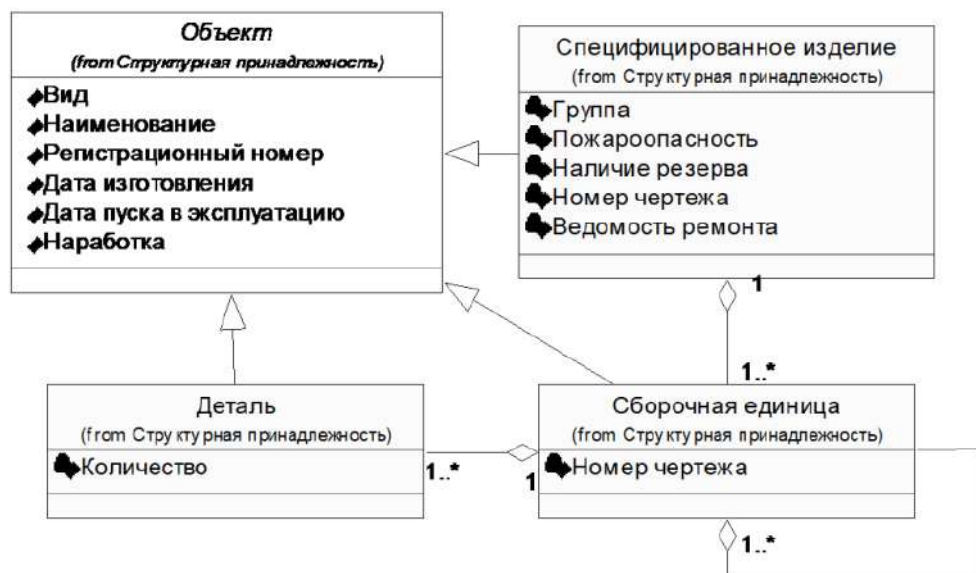 Объект
(from Структурная принадлежность)
Вид
Наименование
Регистрационный номер
Дата изготовления
Дата пуска в эксплуатацию
Наработка
Специфицированное изделие
(from Структурная принадлежность)
Группа
Пожароопасность
Наличие резерва
Номер чертежа
Ведомость ремонта
1
1..*
Деталь
(from Структурная принадлежность)
Количество
1..*
1
Сборочная единица
(from Структурная принадлежность)
Номер чертежа
1..*